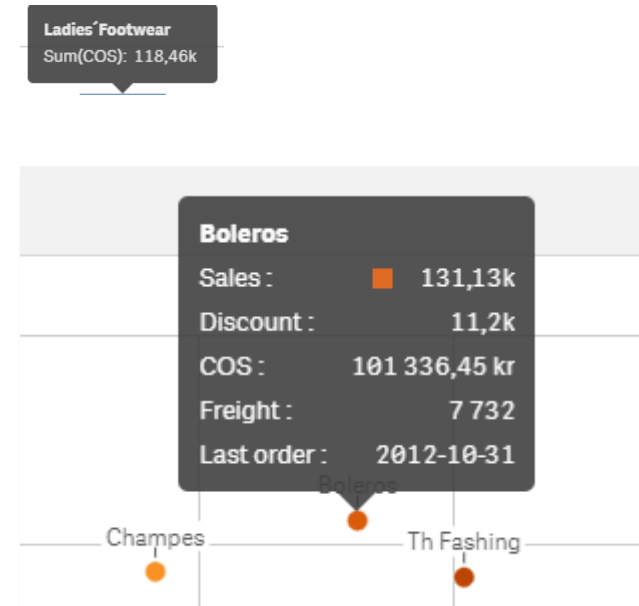 Ladies´Footwear
Sum(COS): 118,46k
Boleros
Sales : 131,13k
Discount : 11,2k
COS : 101 336,45 kr
Freight : 7 732
Last order : 2012-10-31
Boleros
Champes
Th Fashing